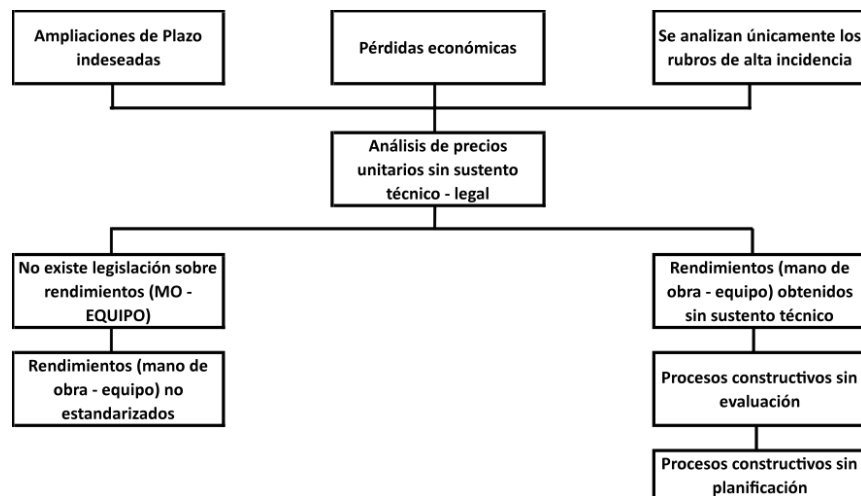 Ampliaciones de Plazo
indeseadas
Pérdidas económicas
Se analizan únicamente los
rubros de alta incidencia
Análisis de precios
unitarios sin sustento
técnico - legal
No existe legislación sobre
rendimientos (MO -
EQUIPO)
Rendimientos (mano de
obra - equipo) obtenidos
sin sustento técnico
Rendimientos (mano de
obra - equipo) no
estandarizados
Procesos constructivos sin
evaluación
Procesos constructivos sin
planificación